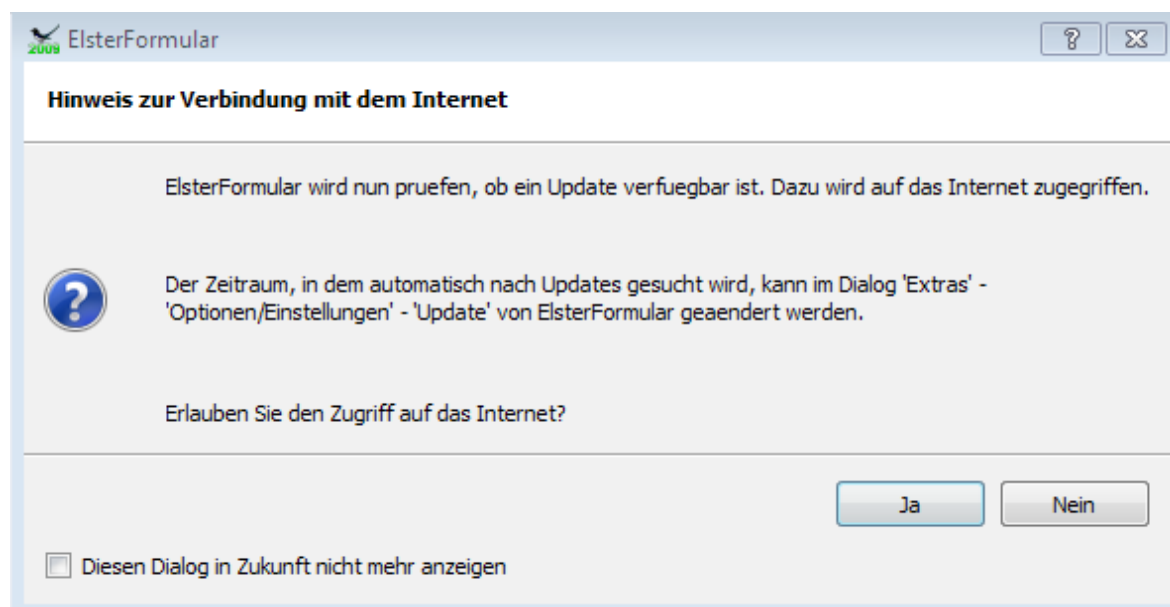 ElsterFormular
2009
Hinweis zur Verbindung mit dem Internet
ElsterFormular wird nun pruefen, ob ein Update verfuegbar ist. Dazu wird auf das Internet zugegriffen.
Der Zeitraum, in dem automatisch nach Updates gesucht wird, kann im Dialog 'Extras' -
'Optionen/Einstellungen' - 'Update' von ElsterFormular geaendert werden.
Erlauben Sie den Zugriff auf das Internet?
Ja
Nein
Diesen Dialog in Zukunft nicht mehr anzeigen